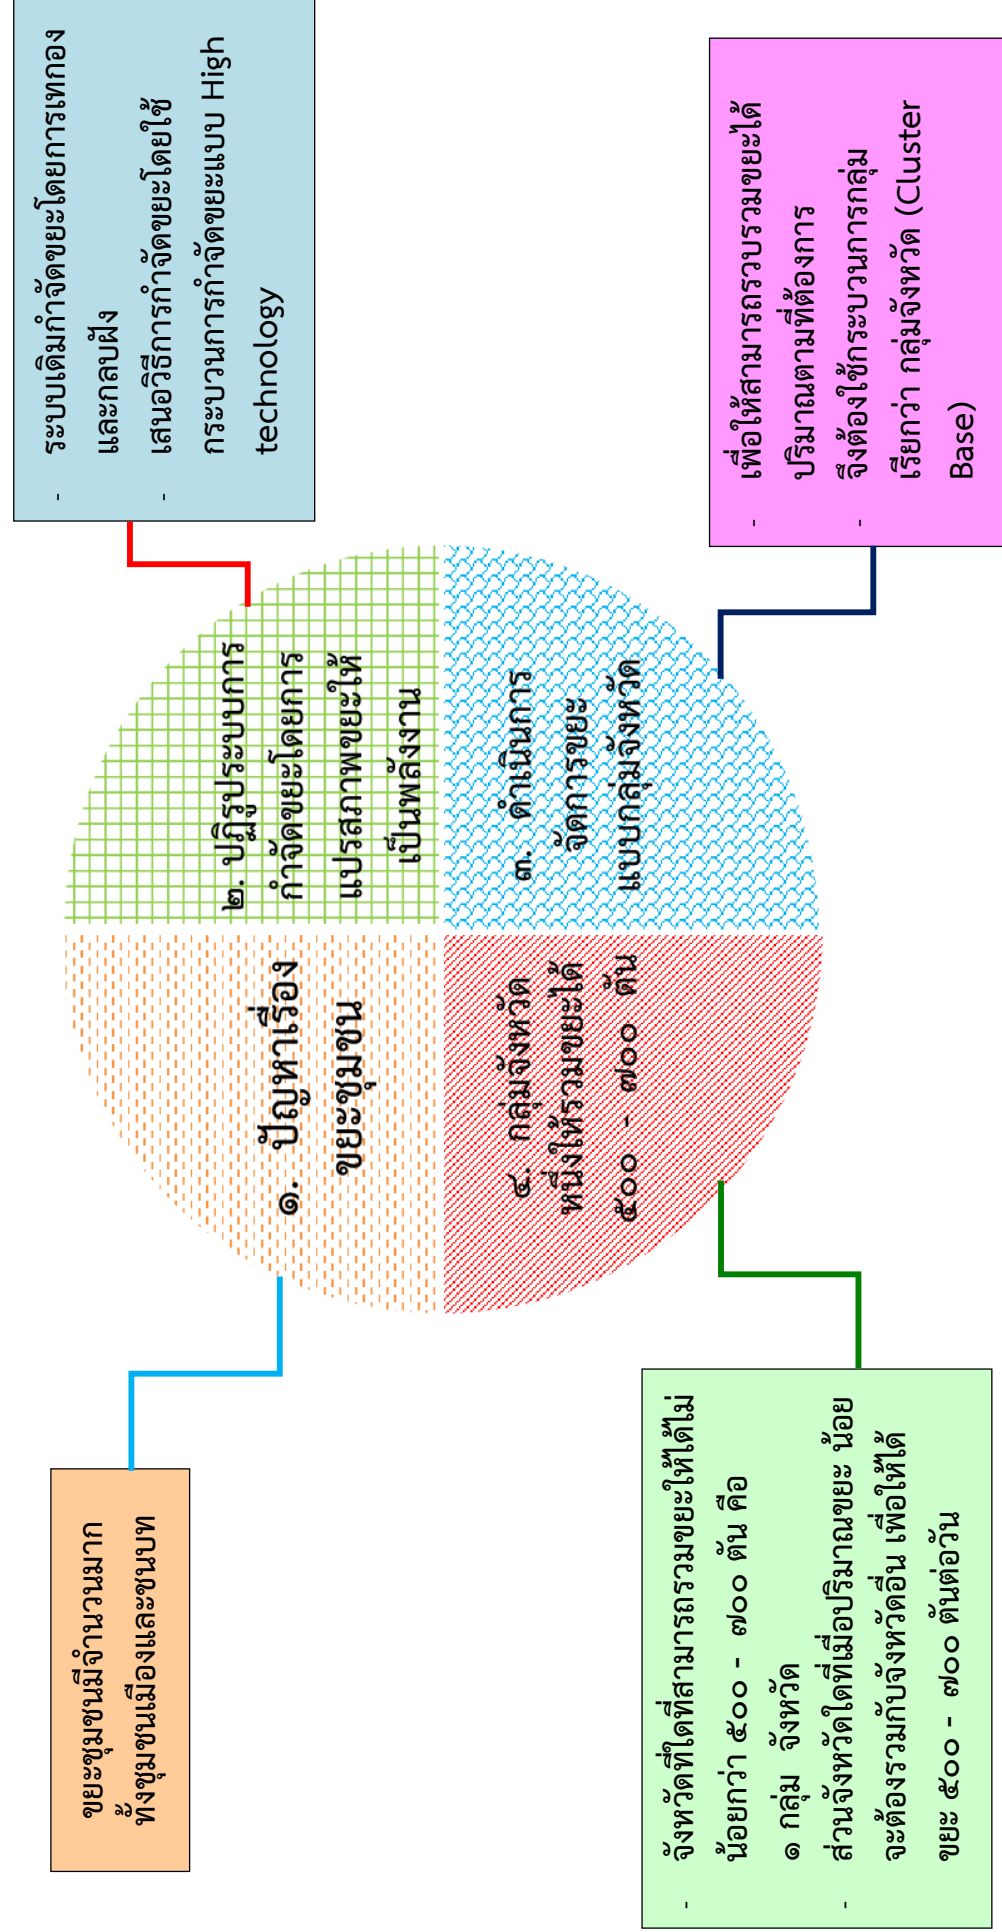 ขยะชุมชนมีจำนวนมาก
ทั้งชุมชนเมืองและชนบท
๑. ปัญหาเรื่อง
ขยะชุมชน
๒. ปฏิรูประบบการ
กำจัดขยะโดยการ
แปรสภาพขยะให้
เป็นพลังงาน
- ระบบเดิมกำจัดขยะโดยการเทกอง
และกลบฝัง
- เสนอวิธีการกำจัดขยะโดยใช้
กระบวนการกำจัดขยะแบบ High
technology
๓. ดำเนินการ
จัดการขยะ
แบบกลุ่มจังหวัด
- เพื่อให้สามารถรวบรวมขยะได้
ปริมาณตามที่ต้องการ
- จึงต้องใช้กระบวนการกลุ่ม
เรียกว่า กลุ่มจังหวัด (Cluster
Base)
๔. กลุ่มจังหวัด
หนึ่งให้รวมขยะได้
๕๐๐ - ๗๐๐ ตัน
- จังหวัดที่ใดที่สามารถรวมขยะให้ได้ไม่
น้อยกว่า ๕๐๐ - ๗๐๐ ตัน คือ
๑ กลุ่ม จังหวัด
- ส่วนจังหวัดใดที่เมื่อปริมาณขยะ น้อย
จะต้องรวมกับจังหวัดอื่น เพื่อให้ได้
ขยะ ๕๐๐ - ๗๐๐ ตันต่อวัน